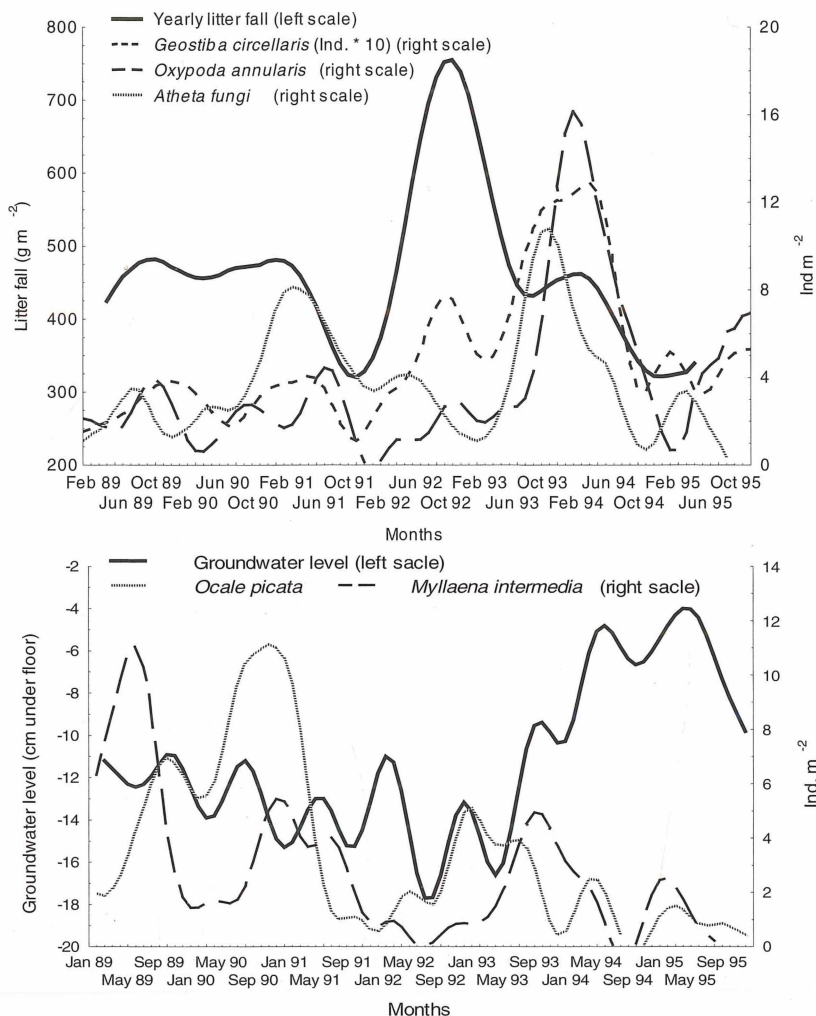 Yearly litter fall (left scale)
Geostiba circellaris (Ind. * 10) (right scale)
Oxypoda annularis (right scale)
Atheta fungi (right scale)
800
700
600
500
400
300
200
Litter fall (g m -2)
20
16
12
8
4
0
Ind m -2
Feb 89 Oct 89 Jun 90 Feb 91 Oct 91 Jun 92 Feb 93 Oct 93 Jun 94 Feb 95 Oct 95
Jun 89 Feb 90 Oct 90 Jun 91 Feb 92 Oct 92 Jun 93 Feb 94 Oct 94 Jun 95
Months
Groundwater level (left sacle)
Ocale picata Myllaena intermedia (right sacle)
-2
-4
-6
-8
-10
-12
-14
-16
-18
-20
Groundwater level (cm under floor)
14
12
10
8
6
4
2
0
Ind. m -2
Jan 89 Sep 89 May 90 Jan 91 Sep 91 May 92 Jan 93 Sep 93 May 94 Jan 95 Sep 95
May 89 Jan 90 Sep 90 May 91 Jan 92 Sep 92 May 93 Jan 94 Sep 94 May 95
Months